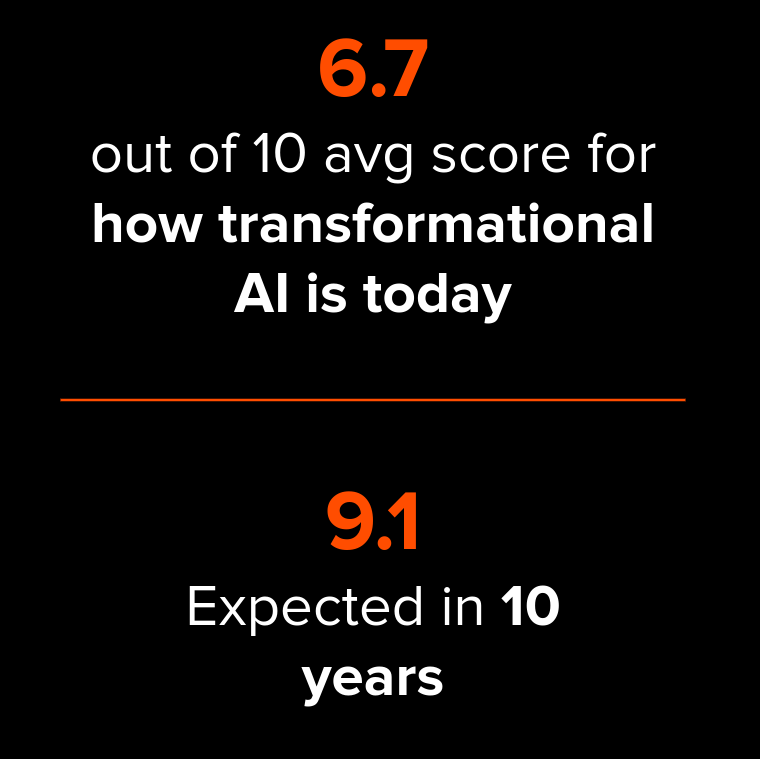 6.7
out of 10 avg score for
how transformational
AI is today
9.1
Expected in 10
years